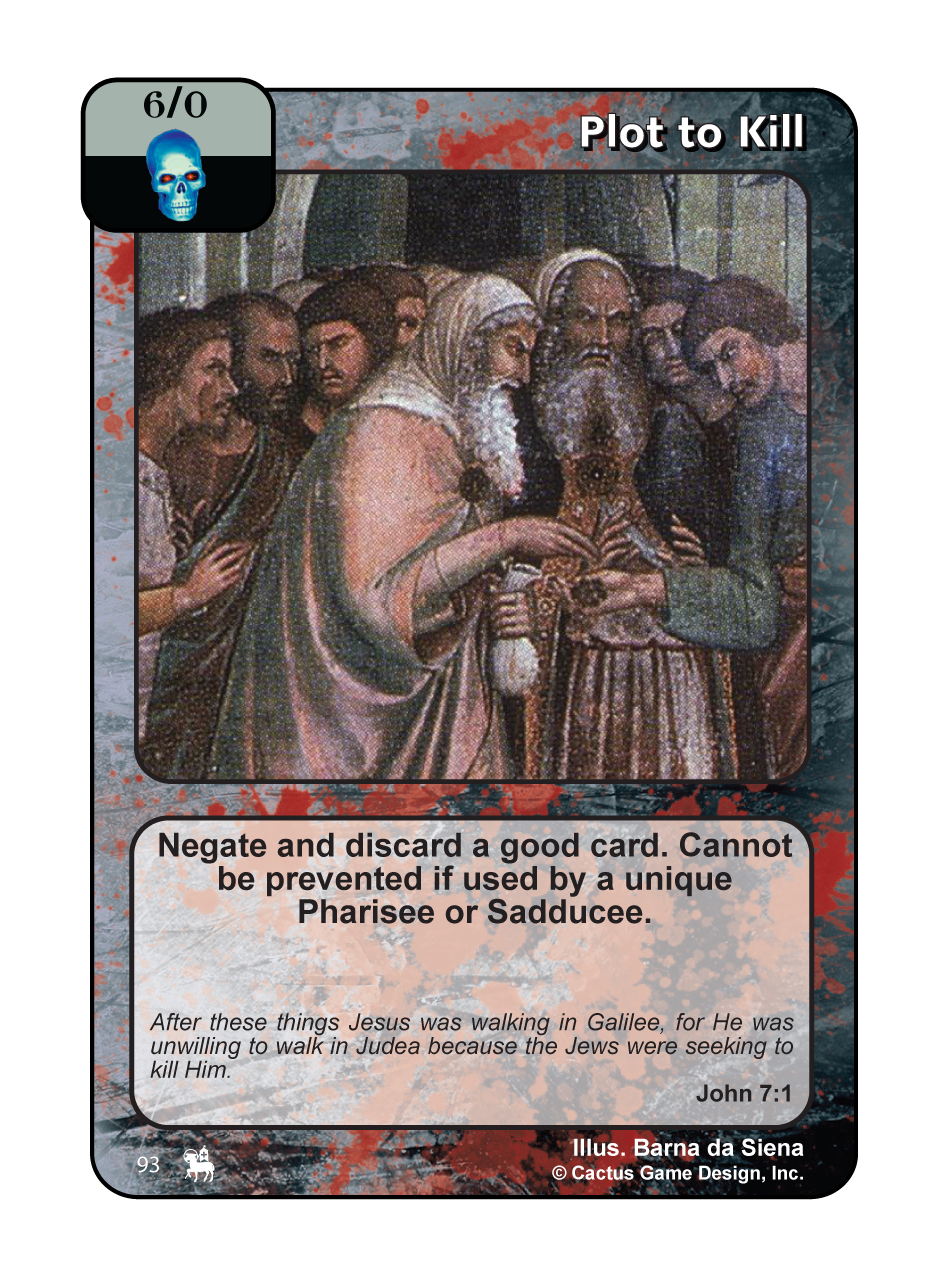 6/0
Plot to Kill
Negate and discard a good card. Cannot
be prevented if used by a unique
Pharisee or Sadducee.
After these things Jesus was walking in Galilee, for He was
unwilling to walk in Judea because the Jews were seeking to
kill Him.
John 7:1
93
Illus. Barna da Siena
© Cactus Game Design, Inc.